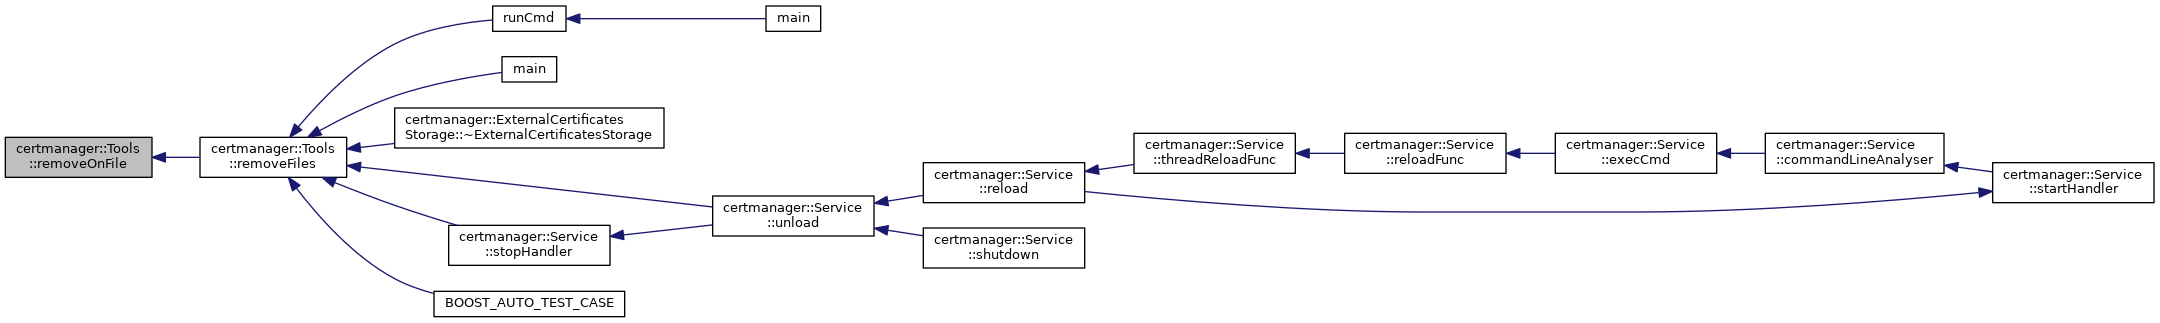 runCmd
main
main
certmanager::ExternalCertificates
Storage::~ExternalCertificatesStorage
certmanager::Tools
::removeOnFile
certmanager::Tools
::removeFiles
certmanager::Service
::threadReloadFunc
certmanager::Service
::reloadFunc
certmanager::Service
::execCmd
certmanager::Service
::commandLineAnalyser
certmanager::Service
::reload
certmanager::Service
::startHandler
certmanager::Service
::unload
certmanager::Service
::stopHandler
certmanager::Service
::shutdown
BOOST_AUTO_TEST_CASE